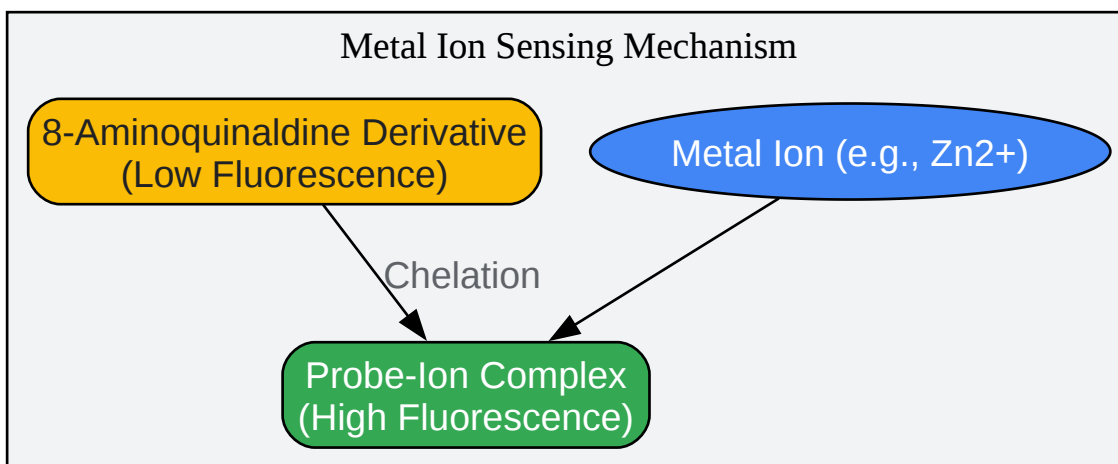 Metal Ion Sensing Mechanism
8-Aminoquinaldine Derivative
(Low Fluorescence)
Metal Ion (e.g., Zn2+)
Chelation
Probe-Ion Complex
(High Fluorescence)